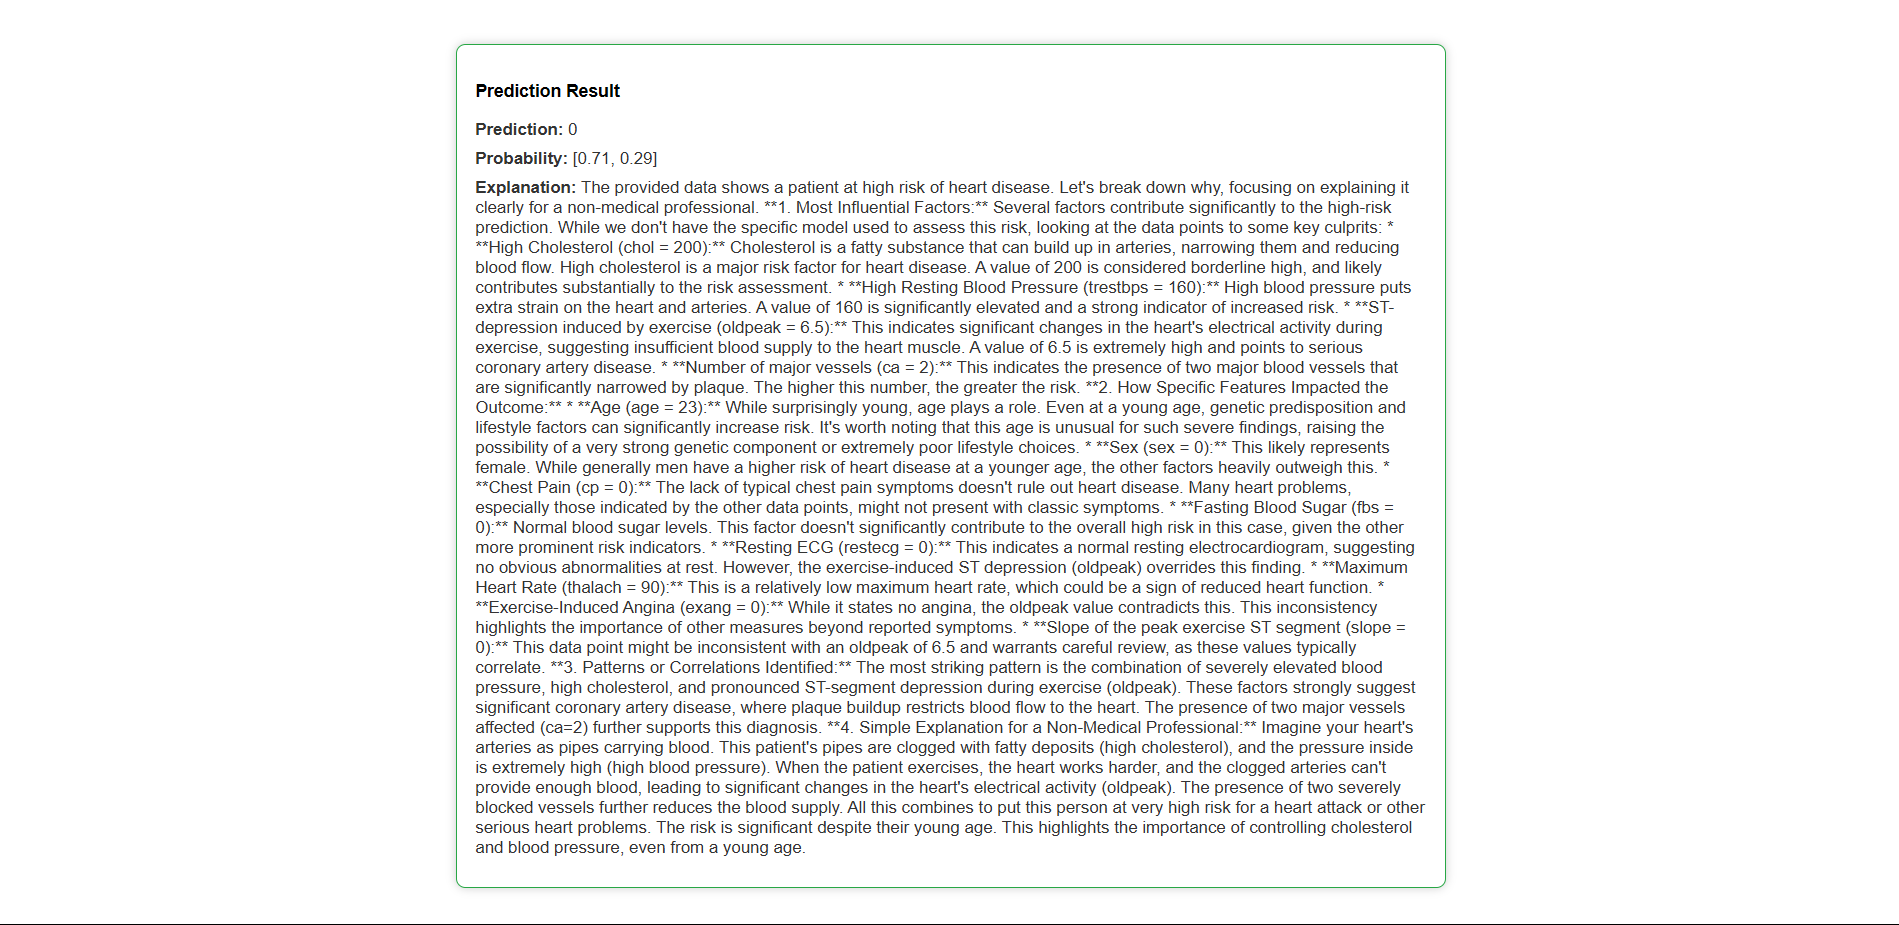 Prediction Result
Prediction: 0
Probability: [0.71, 0.29]
Explanation: The provided data shows a patient at high risk of heart disease. Let's break down why, focusing on explaining it
clearly for a non-medical professional. **1. Most Influential Factors:** Several factors contribute significantly to the high-risk
prediction. While we don't have the specific model used to assess this risk, looking at the data points to some key culprits: *
**High Cholesterol (chol = 200):** Cholesterol is a fatty substance that can build up in arteries, narrowing them and reducing
blood flow. High cholesterol is a major risk factor for heart disease. A value of 200 is considered borderline high, and likely
contributes substantially to the risk assessment. * **High Resting Blood Pressure (trestbps = 160):** High blood pressure puts
extra strain on the heart and arteries. A value of 160 is significantly elevated and a strong indicator of increased risk. * **ST-
depression induced by exercise (oldpeak = 6.5):** This indicates significant changes in the heart's electrical activity during
exercise, suggesting insufficient blood supply to the heart muscle. A value of 6.5 is extremely high and points to serious
coronary artery disease. * **Number of major vessels (ca = 2):** This indicates the presence of two major blood vessels that
are significantly narrowed by plaque. The higher this number, the greater the risk. **2. How Specific Features Impacted the
Outcome:** * **Age (age = 23):** While surprisingly young, age plays a role. Even at a young age, genetic predisposition and
lifestyle factors can significantly increase risk. It's worth noting that this age is unusual for such severe findings, raising the
possibility of a very strong genetic component or extremely poor lifestyle choices. * **Sex (sex = 0):** This likely represents
female. While generally men have a higher risk of heart disease at a younger age, the other factors heavily outweigh this. *
**Chest Pain (cp = 0):** The lack of typical chest pain symptoms doesn't rule out heart disease. Many heart problems,
especially those indicated by the other data points, might not present with classic symptoms. * **Fasting Blood Sugar (fbs =
0):** Normal blood sugar levels. This factor doesn't significantly contribute to the overall high risk in this case, given the other
more prominent risk indicators. * **Resting ECG (restecg = 0):** This indicates a normal resting electrocardiogram, suggesting
no obvious abnormalities at rest. However, the exercise-induced ST depression (oldpeak) overrides this finding. * **Maximum
Heart Rate (thalach = 90):** This is a relatively low maximum heart rate, which could be a sign of reduced heart function. *
**Exercise-Induced Angina (exang = 0):** While it states no angina, the oldpeak value contradicts this. This inconsistency
highlights the importance of other measures beyond reported symptoms. * **Slope of the peak exercise ST segment (slope =
0):** This data point might be inconsistent with an oldpeak of 6.5 and warrants careful review, as these values typically
correlate. **3. Patterns or Correlations Identified:** The most striking pattern is the combination of severely elevated blood
pressure, high cholesterol, and pronounced ST-segment depression during exercise (oldpeak). These factors strongly suggest
significant coronary artery disease, where plaque buildup restricts blood flow to the heart. The presence of two major vessels
affected (ca=2) further supports this diagnosis. **4. Simple Explanation for a Non-Medical Professional:** Imagine your heart's
arteries as pipes carrying blood. This patient's pipes are clogged with fatty deposits (high cholesterol), and the pressure inside
is extremely high (high blood pressure). When the patient exercises, the heart works harder, and the clogged arteries can't
provide enough blood, leading to significant changes in the heart's electrical activity (oldpeak). The presence of two severely
blocked vessels further reduces the blood supply. All this combines to put this person at very high risk for a heart attack or other
serious heart problems. The risk is significant despite their young age. This highlights the importance of controlling cholesterol
and blood pressure, even from a young age.